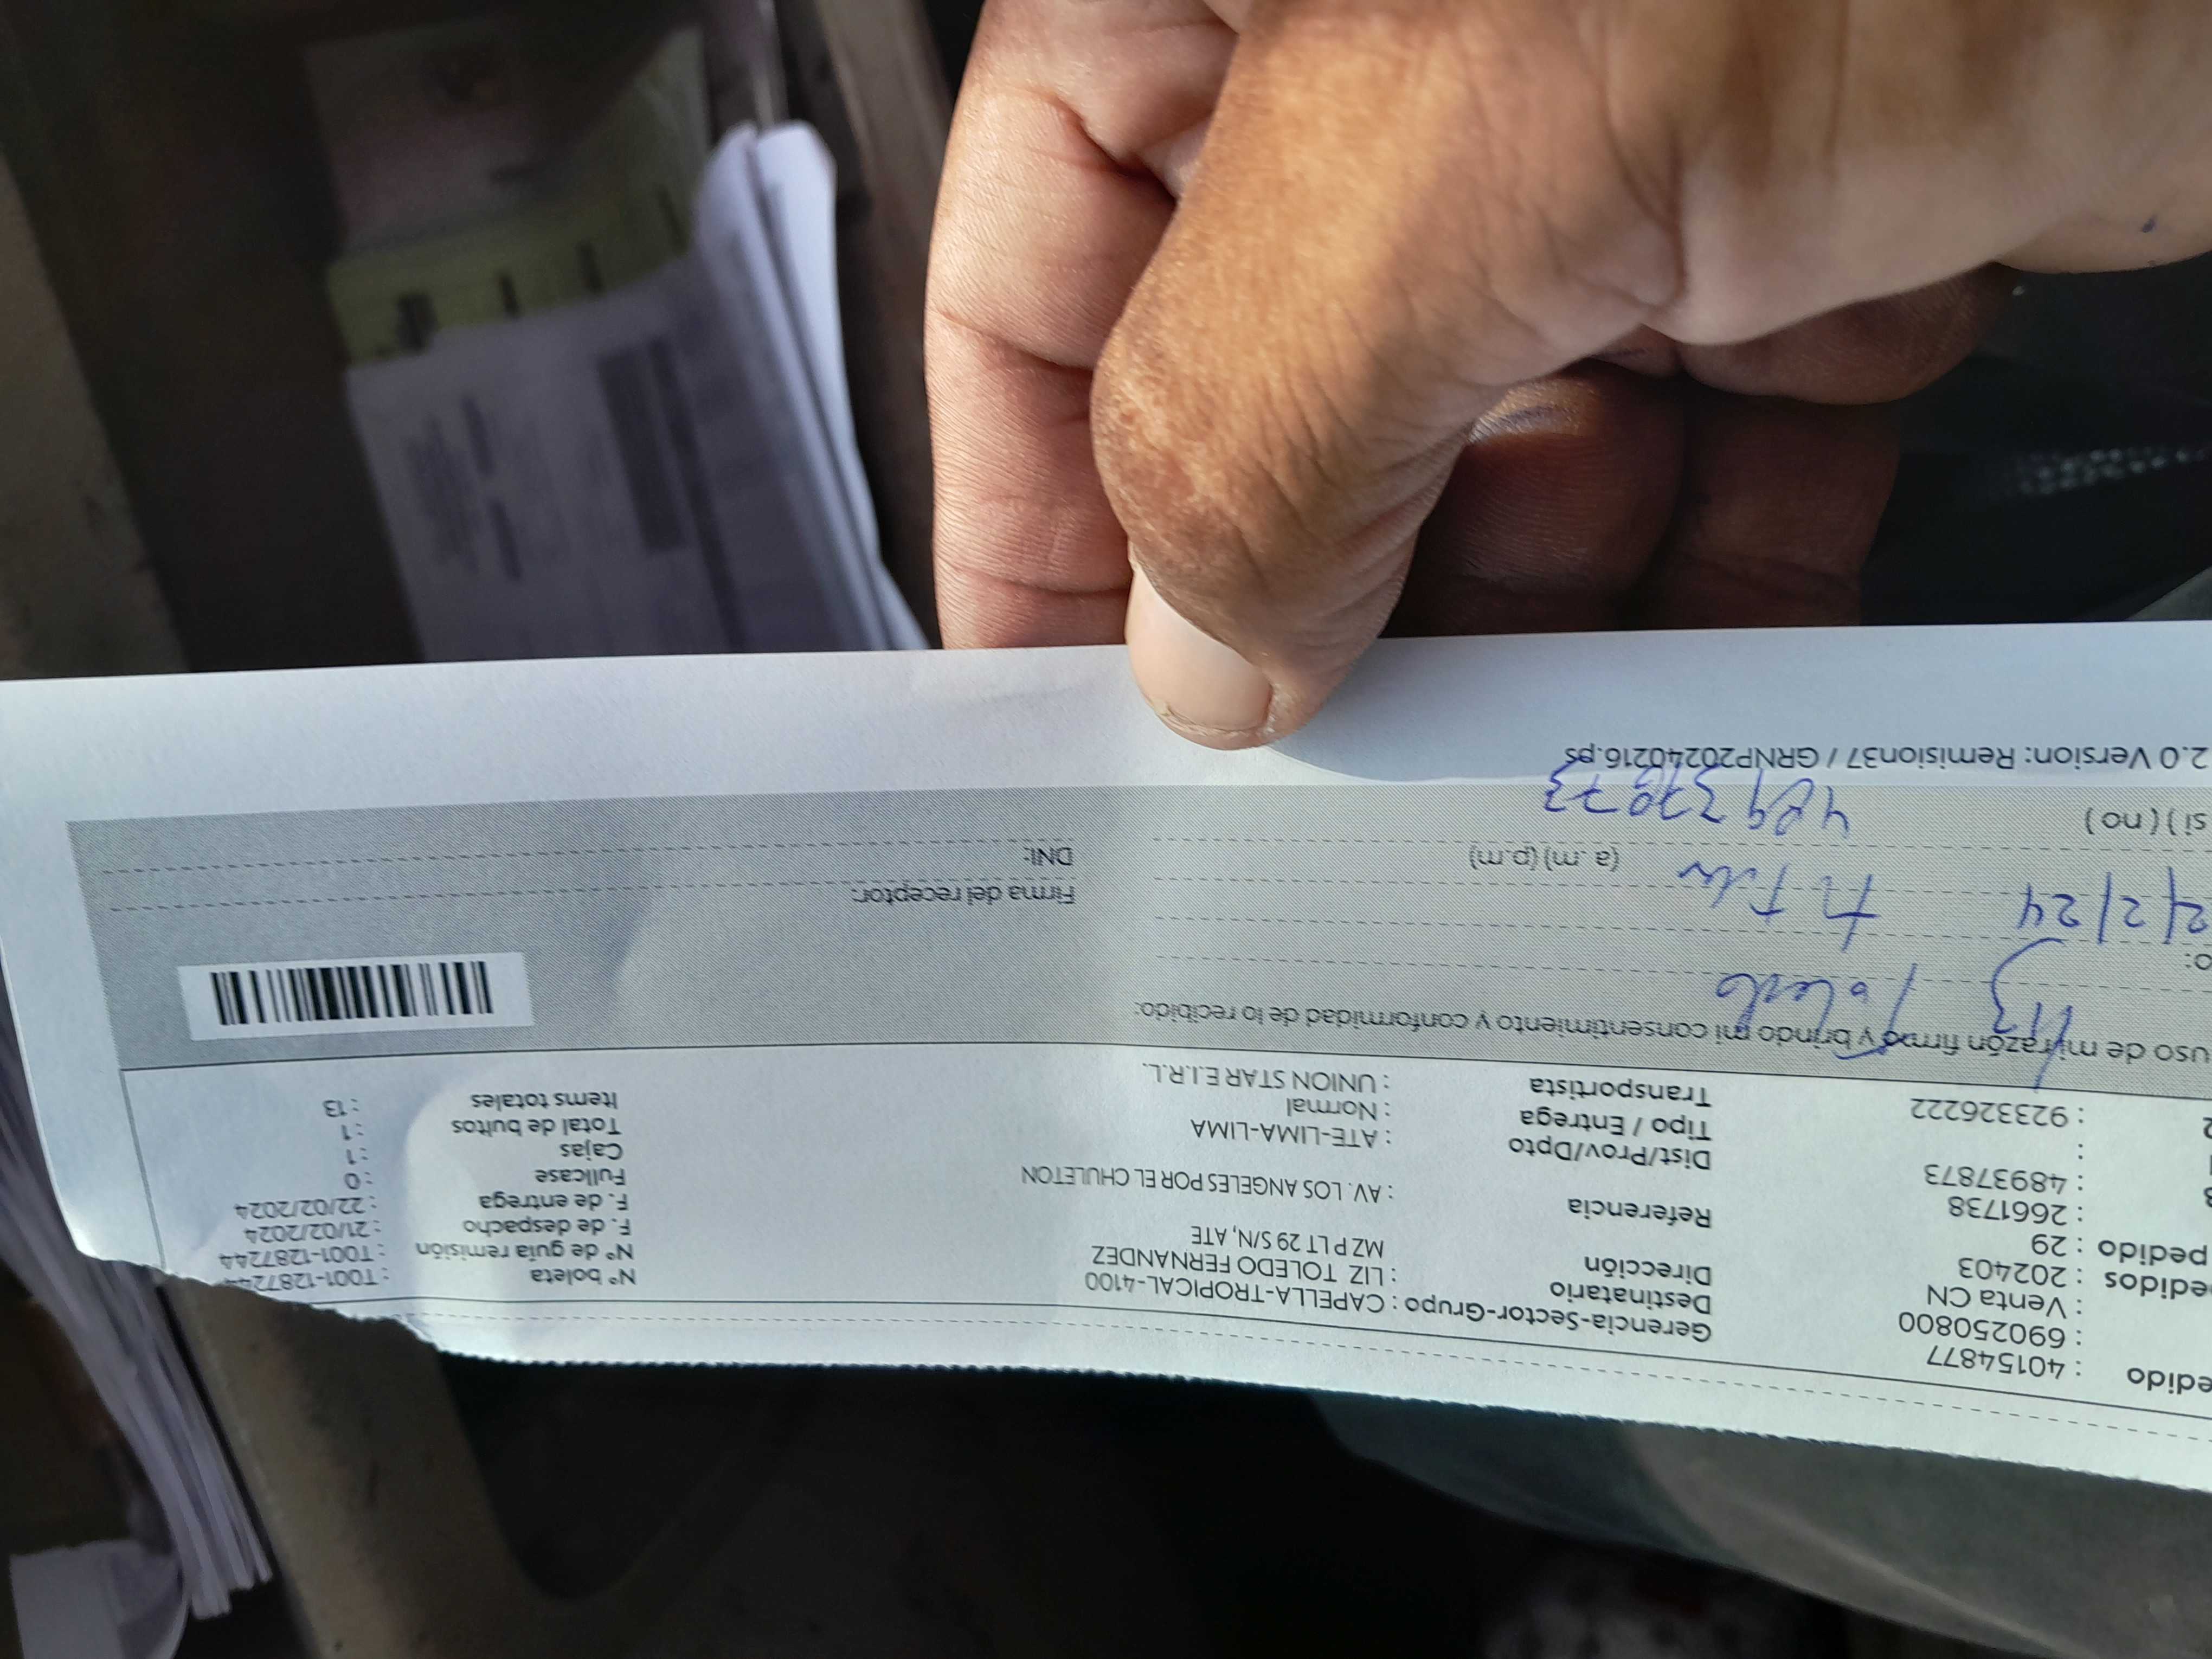 edido : 40154877
: 690250800
: Venta CN
edidos : 202403
pedido : 29
: 2661738
: 48937873
:
: 923326222
Gerencia-Sector-Grupo : CAPELLA-TROPICAL-4100
Destinatario : LIZ TOLEDO FERNANDEZ
Dirección MZ P LT 29 S/N, ATE
Referencia : AV. LOS ANGELES POR EL CHULETON
Dist/Prov/Dpto : ATE-LIMA-LIMA
Tipo / Entrega : Normal
Transportista : UNION STAR E.I.R.L.
N° boleta : T001-1287244
N° de guía remisión : T001-1287244
F. de despacho : 21/02/2024
F. de entrega : 22/02/2024
Fullcase : 0
Cajas : 1
Total de bultos : 1
Items totales : 13
uso de mi razón firmo y brindo mi consentimiento y conformidad de lo recibido:
Liz Toledo
o:
2/2/24
(a.m) (p.m)
si ) ( no )
48937873
Firma del receptor:
DNI:
2.0 Version: Remision37 / GRNP20240216.ps